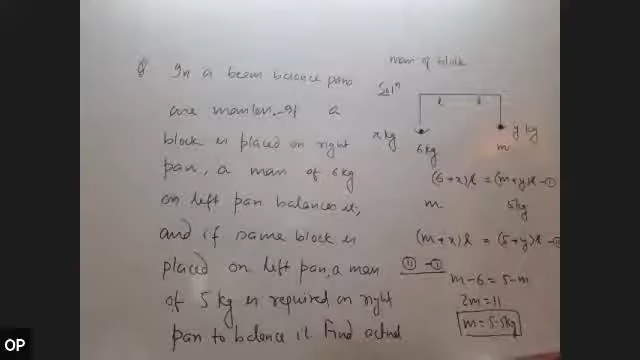 Q In a beam balance pans
are massless. If a
block is placed on right
pan, a mass of 6 kg
on left pan balances it,
and if same block is
placed on left pan, a mass
of 5 kg is required on right
pan to balance it. Find actual
mass of block
Solⁿ
l l
x kg y kg
6 kg m
(6+x)l = (m+y)l - ①
m 5kg
(m+x)l = (5+y)l - ②
② - ①
m - 6 = 5 - m
2m = 11
m = 5.5kg
OP